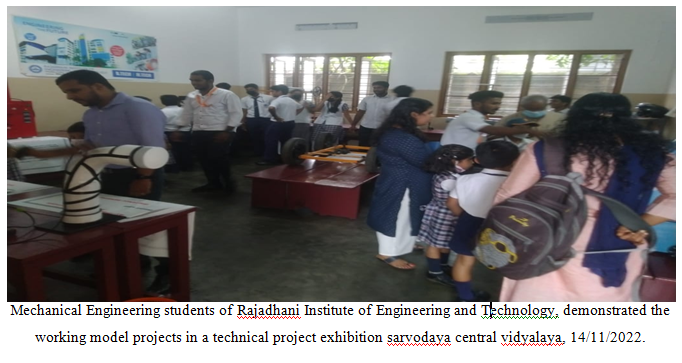 Mechanical Engineering students of Rajadhani Institute of Engineering and Technology, demonstrated the
working model projects in a technical project exhibition sarvodaya central vidyalaya, 14/11/2022.